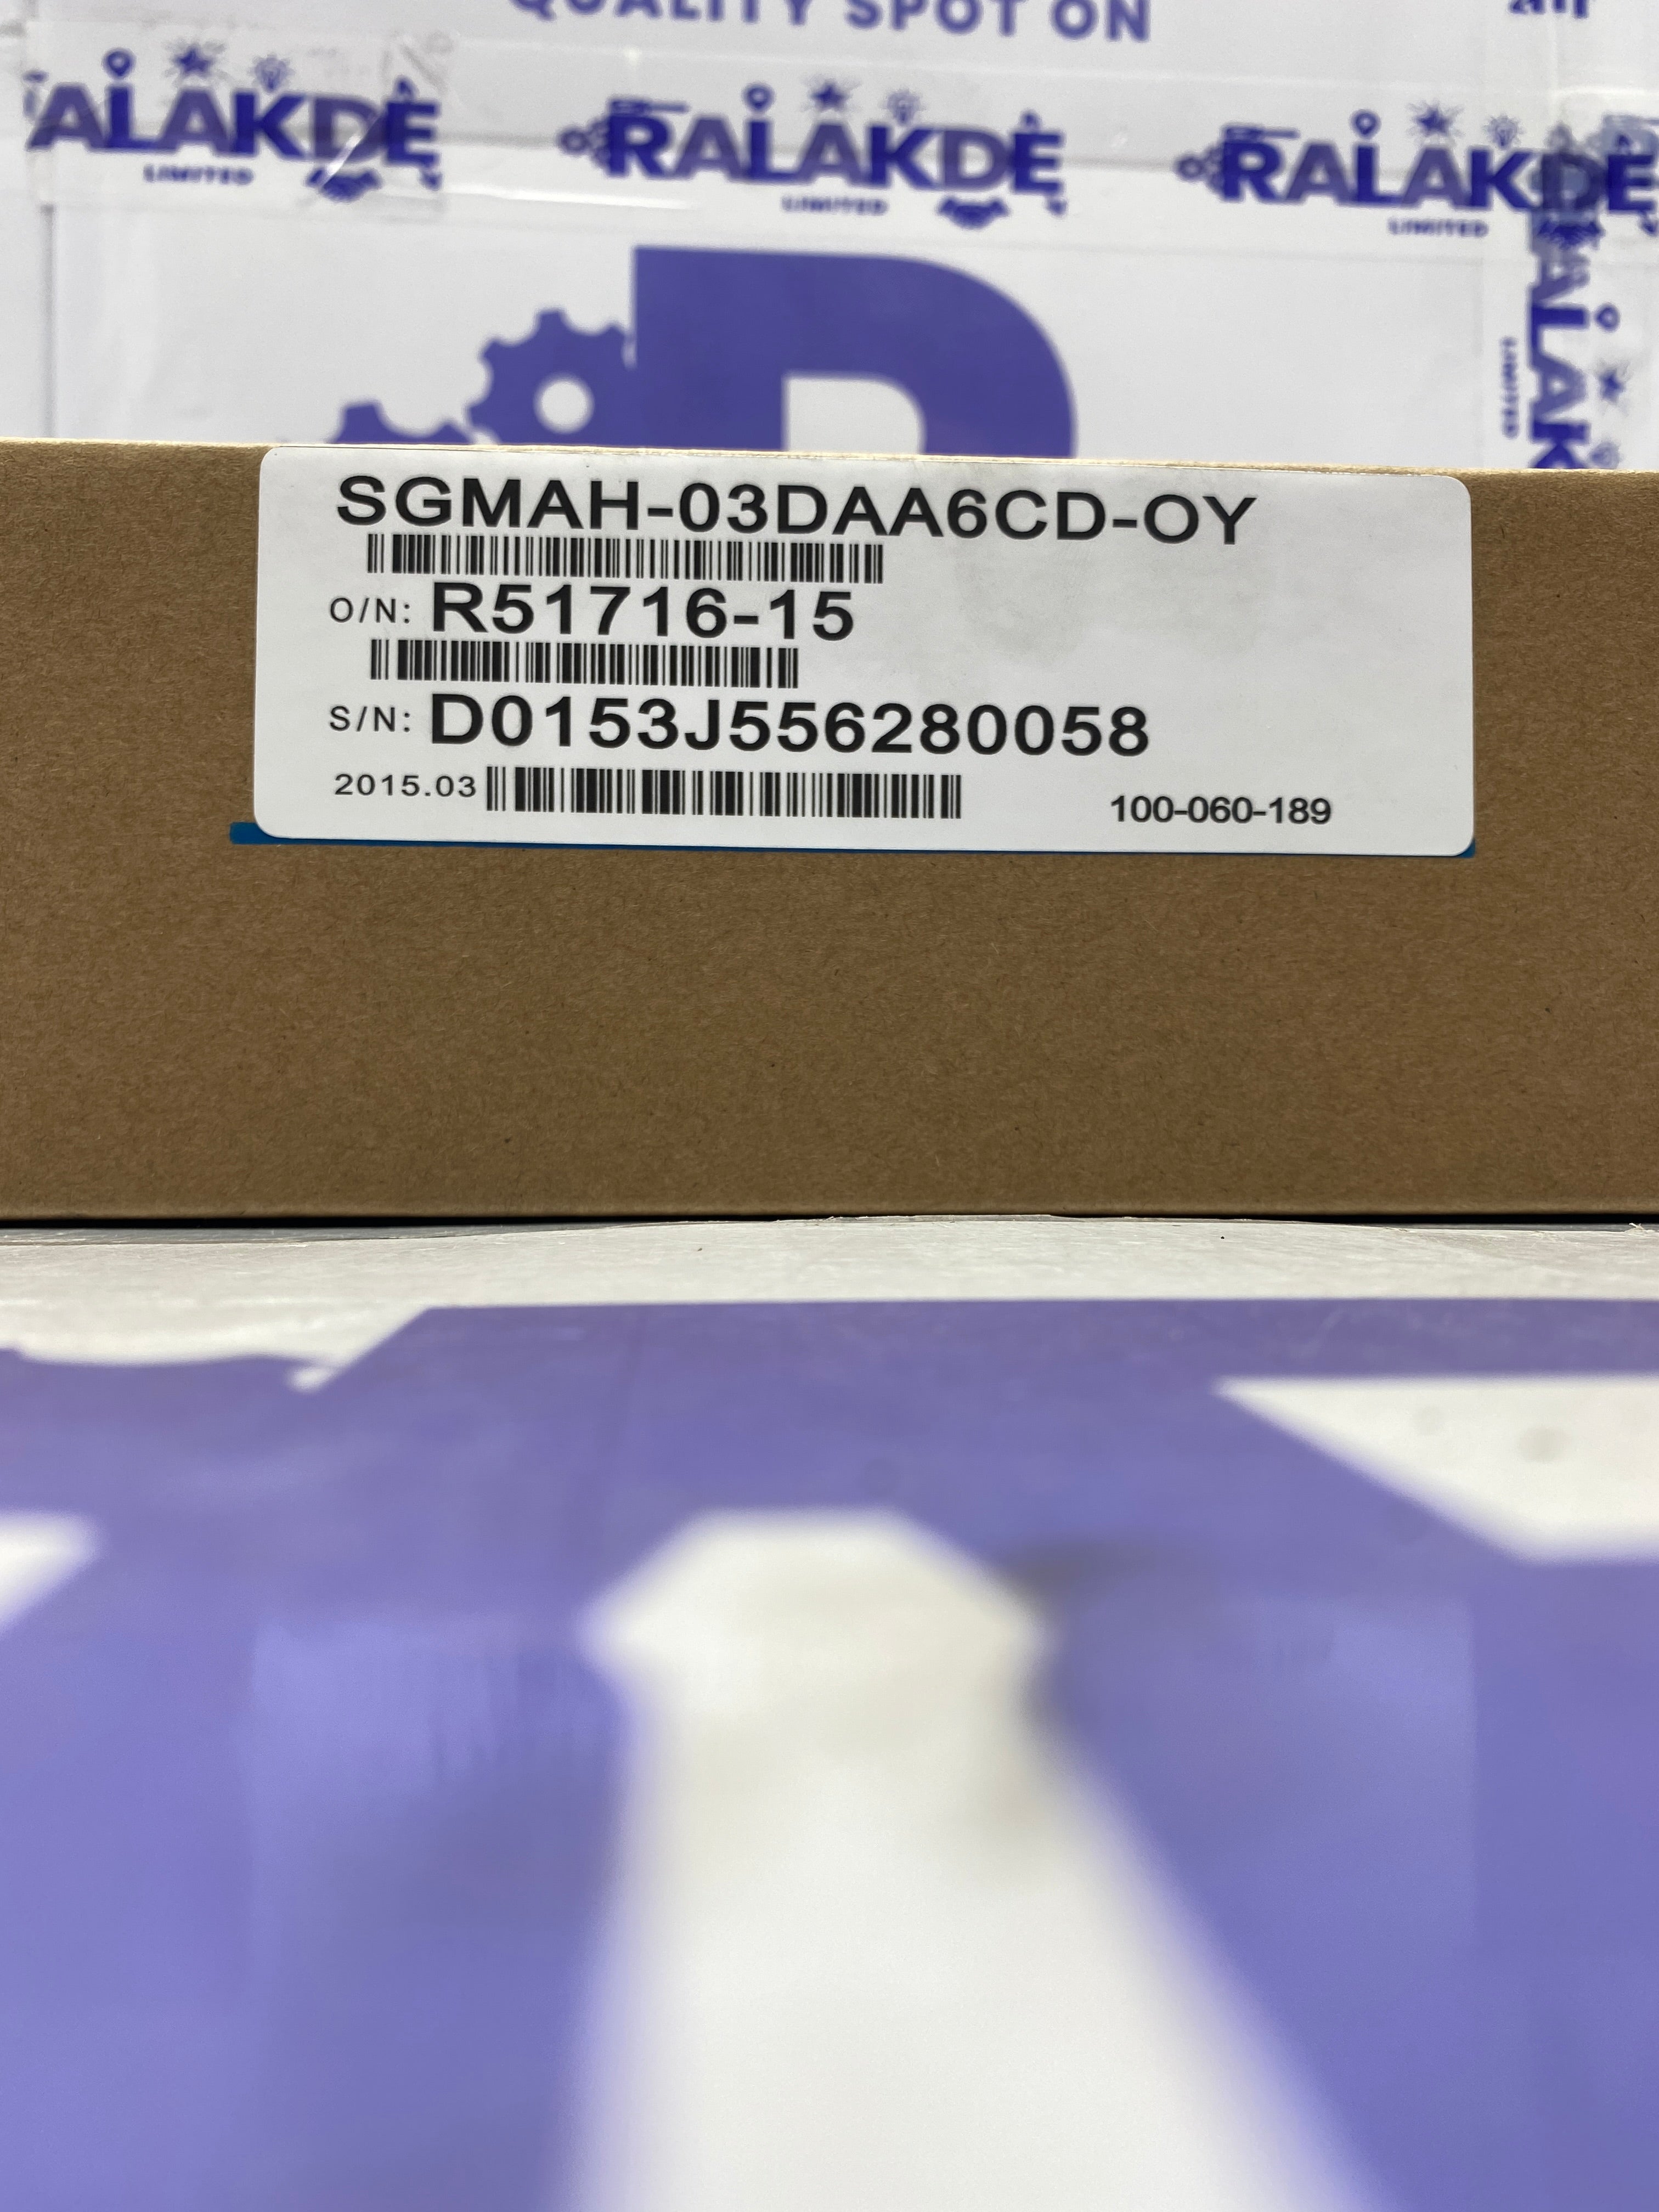 QUALITY SPOT ON
ALAKDE
LIMITED
RALAKDE
LIMITED
RALAKDE
LIMITED
SGMAH-03DAA6CD-OY
O/N: R51716-15
S/N: D0153J556280058
2015.03
100-060-189